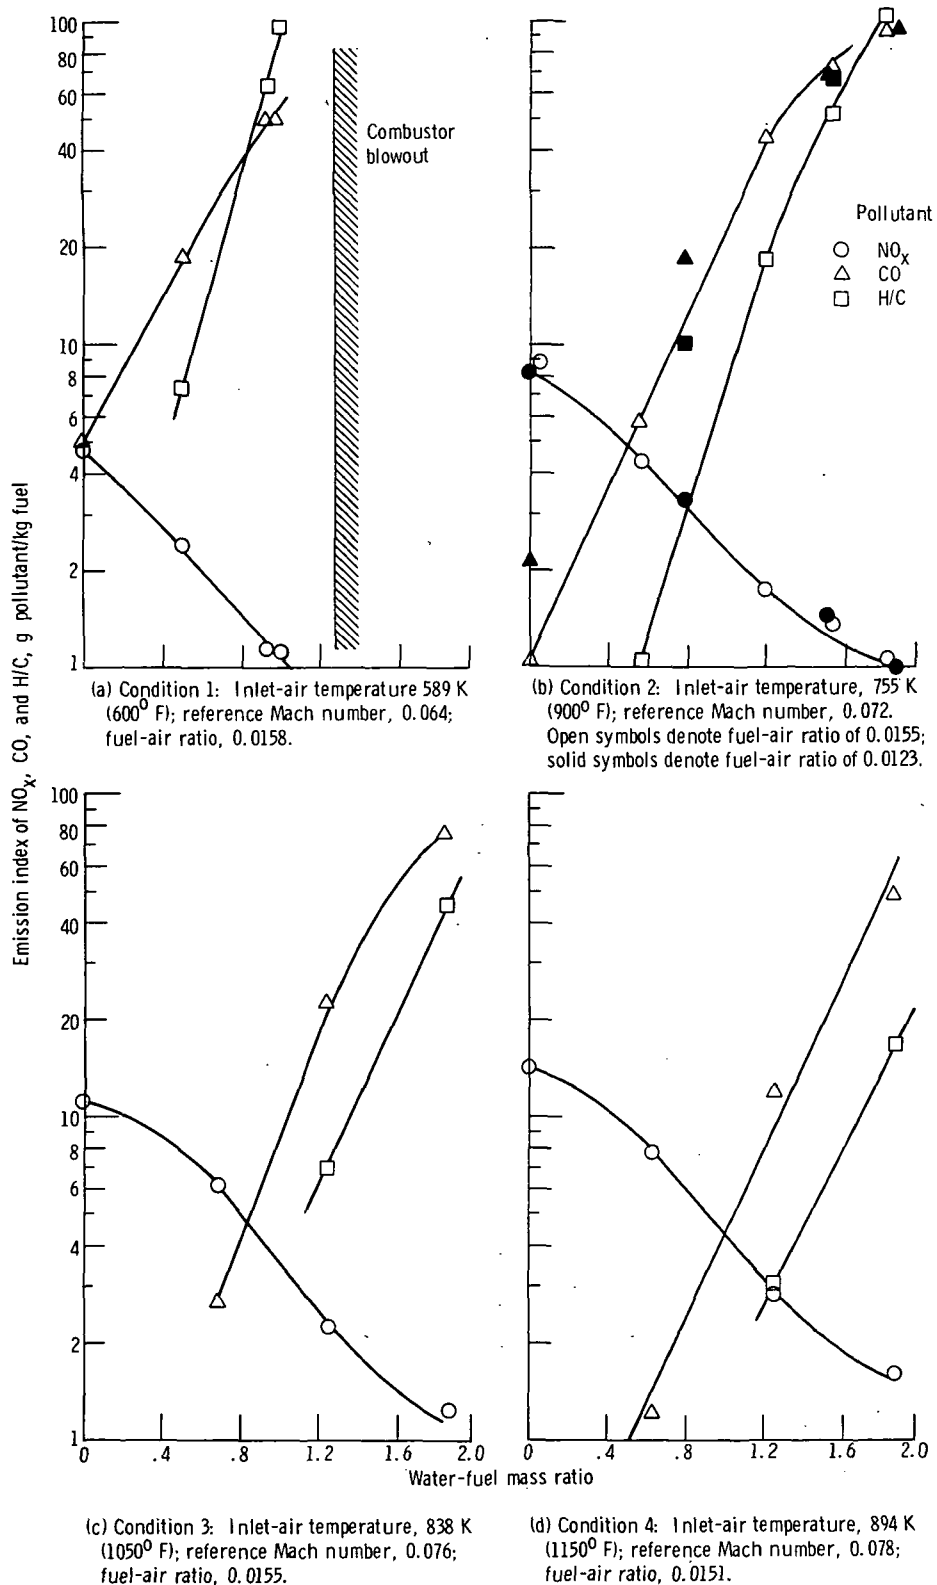 Emission index of NOx, CO, and H/C, g pollutant/kg fuel
100
80
60
40
20
10
8
6
4
2
1
Combustor
blowout
Pollutant
NOx
CO
H/C
(a) Condition 1: Inlet-air temperature 589 K
(600⁰ F); reference Mach number, 0.064;
fuel-air ratio, 0.0158.
(b) Condition 2: Inlet-air temperature, 755 K
(900⁰ F); reference Mach number, 0.072.
Open symbols denote fuel-air ratio of 0.0155;
solid symbols denote fuel-air ratio of 0.0123.
100
80
60
40
20
10
8
6
4
2
1
0 .4 .8 1.2 1.6 2.0
0 .4 .8 1.2 1.6 2.0
Water-fuel mass ratio
(c) Condition 3: Inlet-air temperature, 838 K
(1050⁰ F); reference Mach number, 0.076;
fuel-air ratio, 0.0155.
(d) Condition 4: Inlet-air temperature, 894 K
(1150⁰ F); reference Mach number, 0.078;
fuel-air ratio, 0.0151.